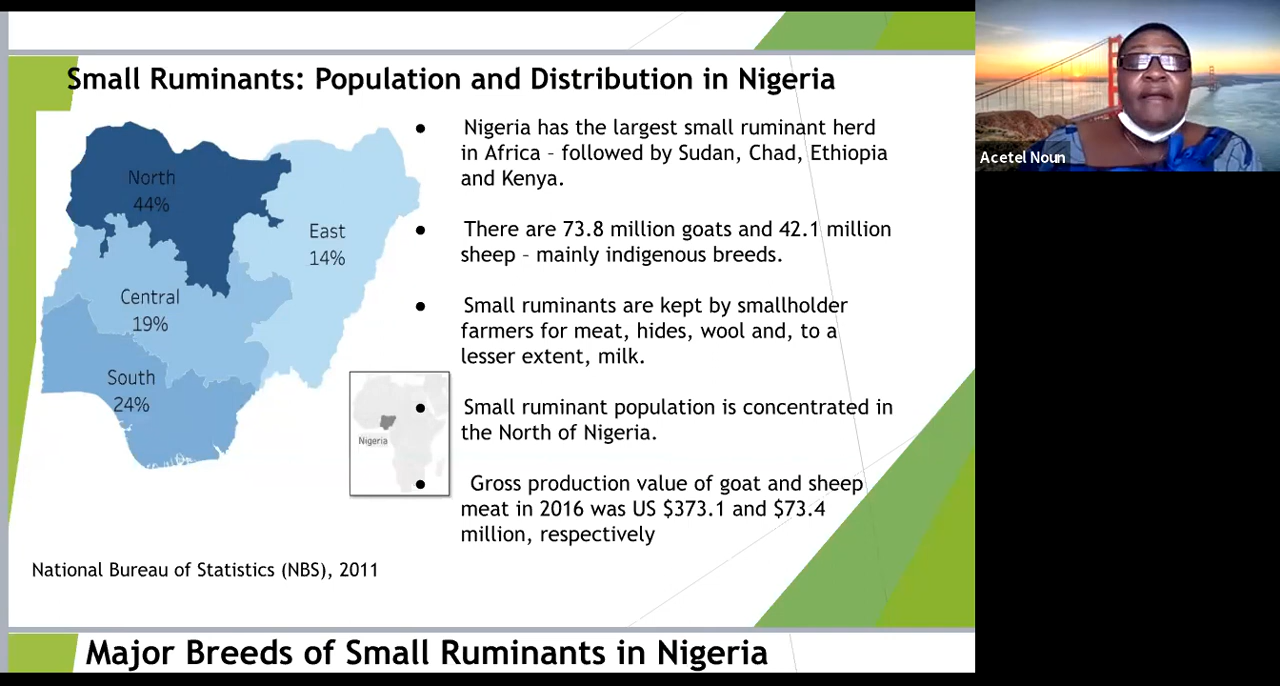 Small Ruminants: Population and Distribution in Nigeria
North
44%
East
14%
Central
19%
South
24%
Nigeria
● Nigeria has the largest small ruminant herd
in Africa – followed by Sudan, Chad, Ethiopia
and Kenya.
● There are 73.8 million goats and 42.1 million
sheep – mainly indigenous breeds.
● Small ruminants are kept by smallholder
farmers for meat, hides, wool and, to a
lesser extent, milk.
● Small ruminant population is concentrated in
the North of Nigeria.
● Gross production value of goat and sheep
meat in 2016 was US $373.1 and $73.4
million, respectively
National Bureau of Statistics (NBS), 2011
Major Breeds of Small Ruminants in Nigeria
Acetel Noun